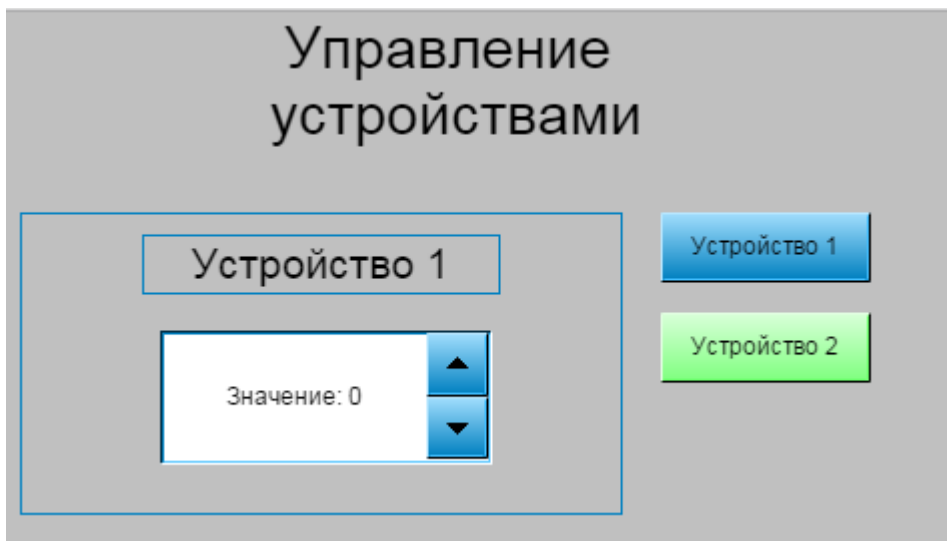 Управление
устройствами
Устройство 1
Значение: 0
Устройство 1
Устройство 2